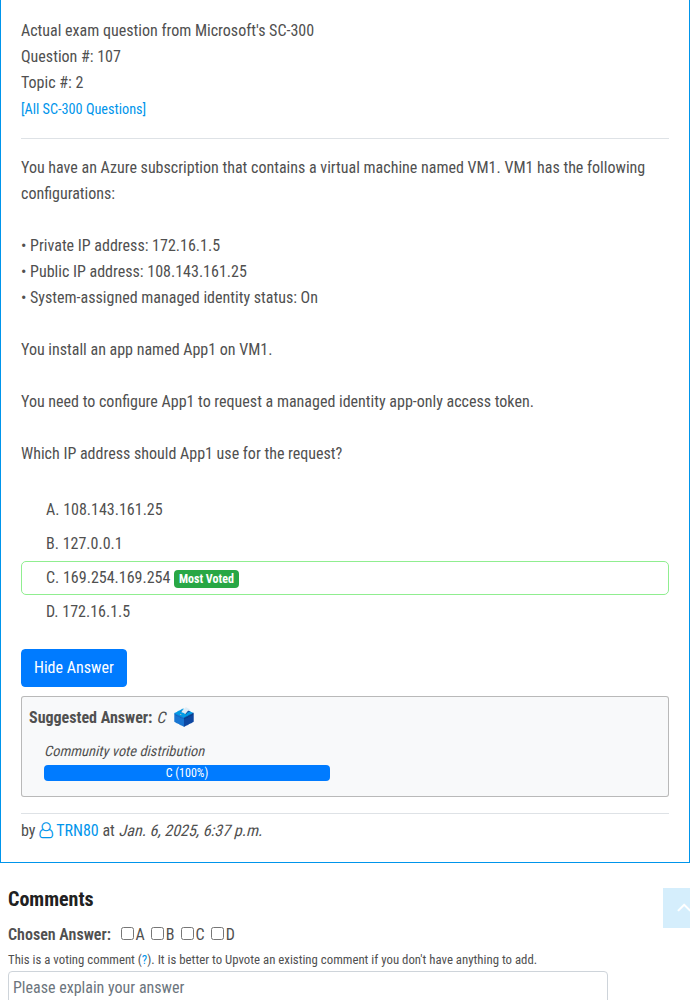 Actual exam question from Microsoft's SC-300
Question #: 107
Topic #: 2
[All SC-300 Questions]
You have an Azure subscription that contains a virtual machine named VM1. VM1 has the following
configurations:
• Private IP address: 172.16.1.5
• Public IP address: 108.143.161.25
• System-assigned managed identity status: On
You install an app named App1 on VM1.
You need to configure App1 to request a managed identity app-only access token.
Which IP address should App1 use for the request?
A. 108.143.161.25
B. 127.0.0.1
C. 169.254.169.254 Most Voted
D. 172.16.1.5
Hide Answer
Suggested Answer: C
Community vote distribution
C (100%)
by TRN80 at Jan. 6, 2025, 6:37 p.m.
Comments
Chosen Answer: A B C D
This is a voting comment (?). It is better to Upvote an existing comment if you don't have anything to add.
Please explain your answer